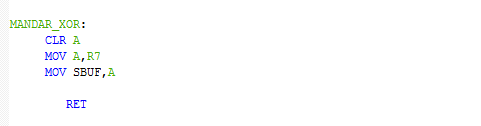 MANDAR_XOR:
CLR A
MOV A,R7
MOV SBUF,A
RET